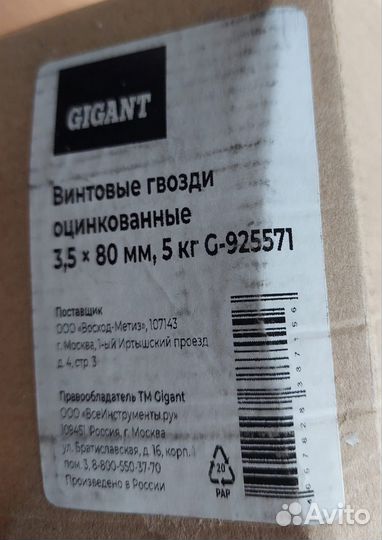 GIGANT
Винтовые гвозди
оцинкованные
3,5 × 80 мм, 5 кг G-925571
Поставщик
ООО «Восход-Метиз», 107143
г. Москва, 1-ый Иртышский проезд
д. 4, стр 3
Правообладатель ТМ Gigant
ООО «ВсеИнструменты.ру»
109451 Россия, г. Москва
ул. Братиславская, д. 16, корп. 1
пом. 3, 8-800-550-37-70
Произведено в России
20
PAP
Avito